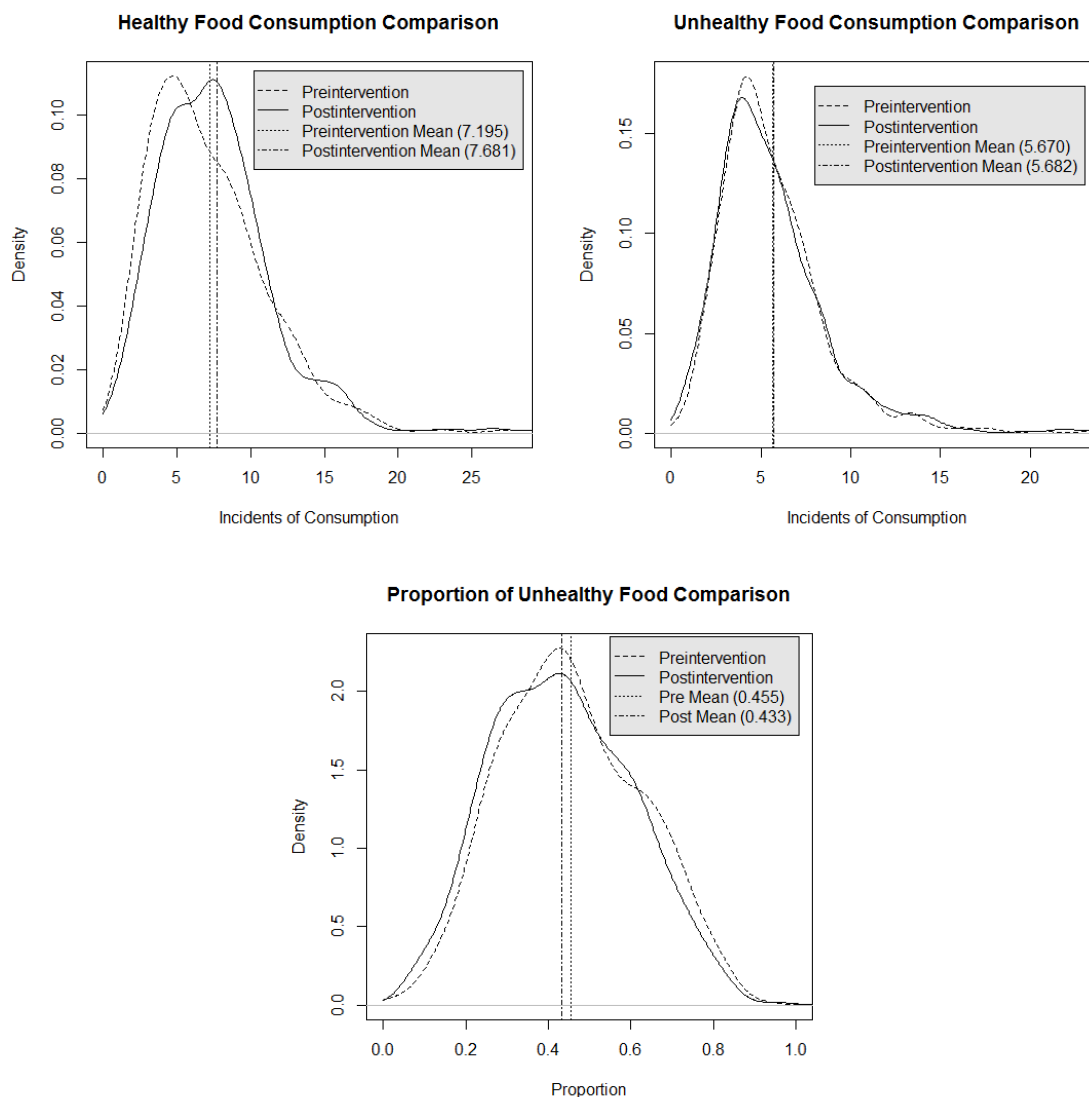 Healthy Food Consumption Comparison
Preintervention
Postintervention
Preintervention Mean (7.195)
Postintervention Mean (7.681)
Density
0.00
0.02
0.04
0.06
0.08
0.10
0
5
10
15
20
25
Incidents of Consumption
Unhealthy Food Consumption Comparison
Preintervention
Postintervention
Preintervention Mean (5.670)
Postintervention Mean (5.682)
Density
0.00
0.05
0.10
0.15
0
5
10
15
20
Incidents of Consumption
Proportion of Unhealthy Food Comparison
Preintervention
Postintervention
Pre Mean (0.455)
Post Mean (0.433)
Density
0.0
0.5
1.0
1.5
2.0
0.0
0.2
0.4
0.6
0.8
1.0
Proportion